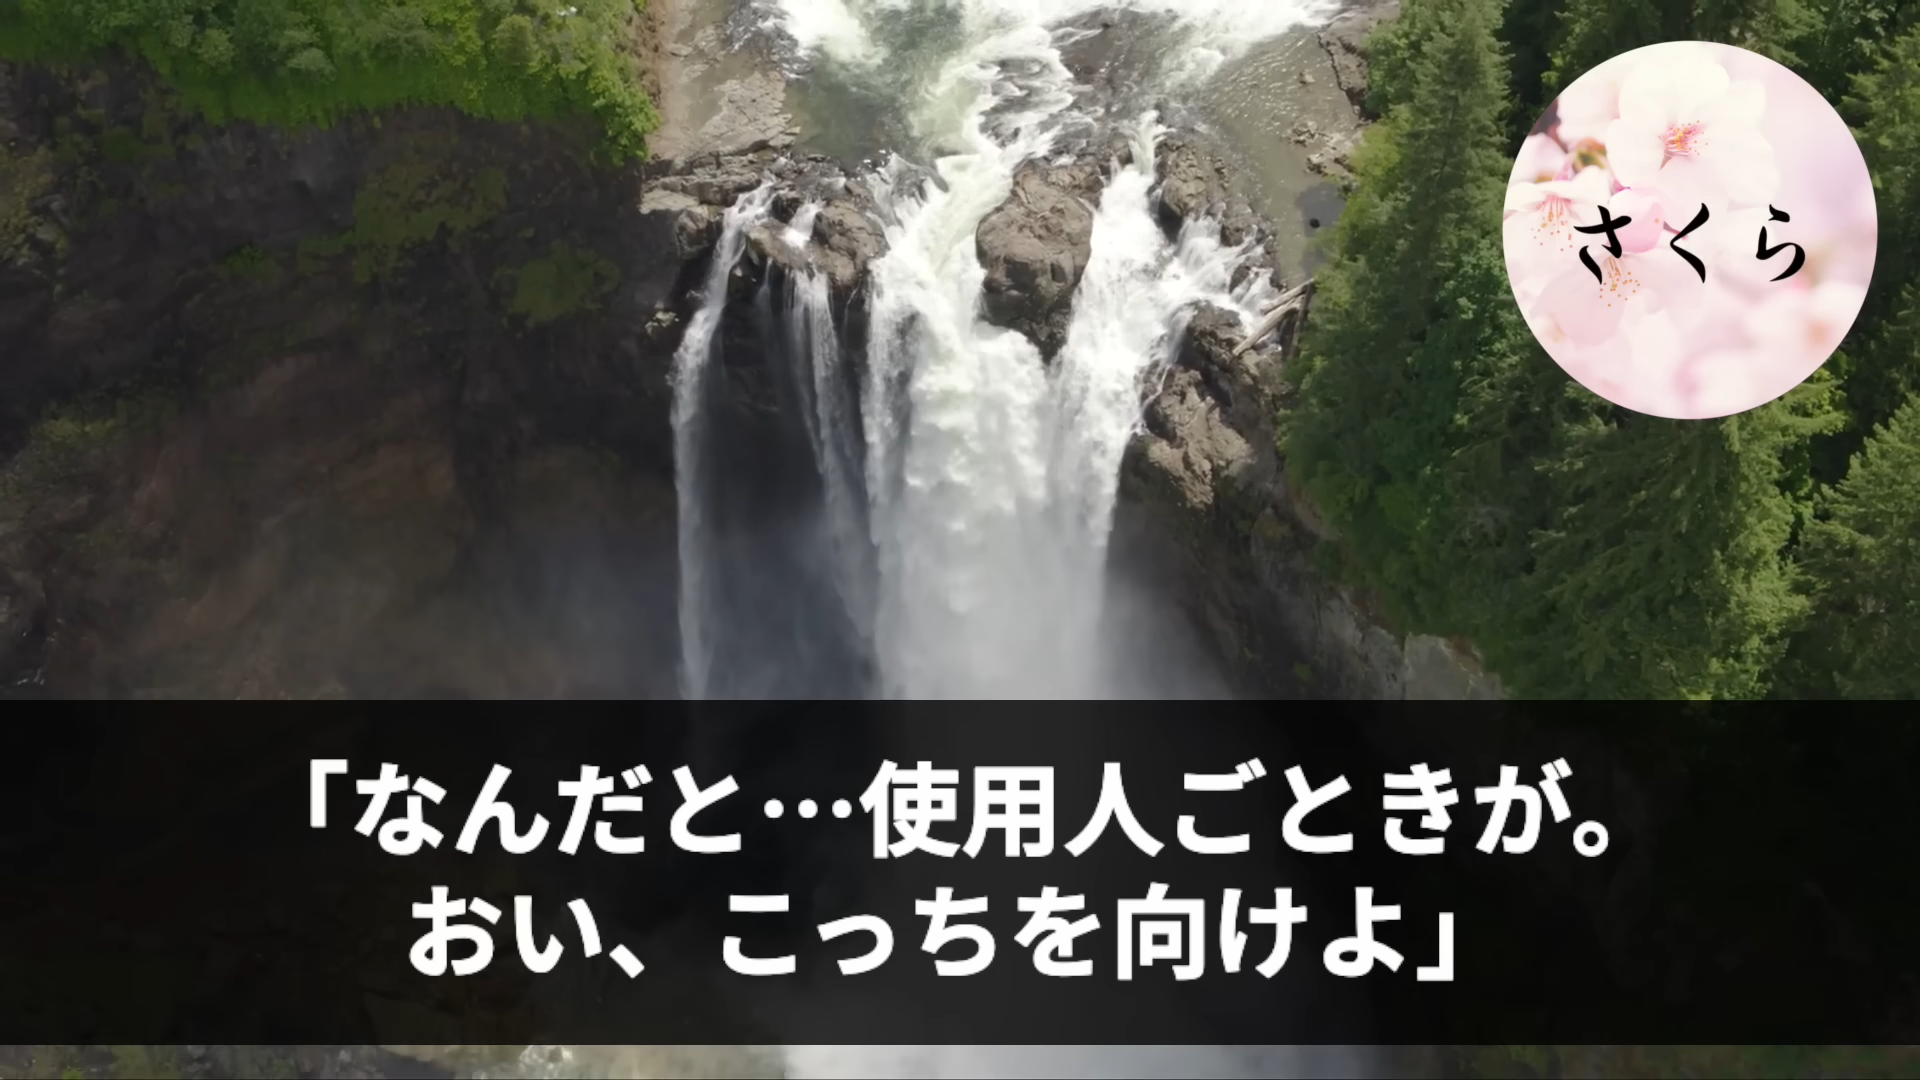 さくら
「なんだと…使用人ごときが。
おい、こっちを向けよ」